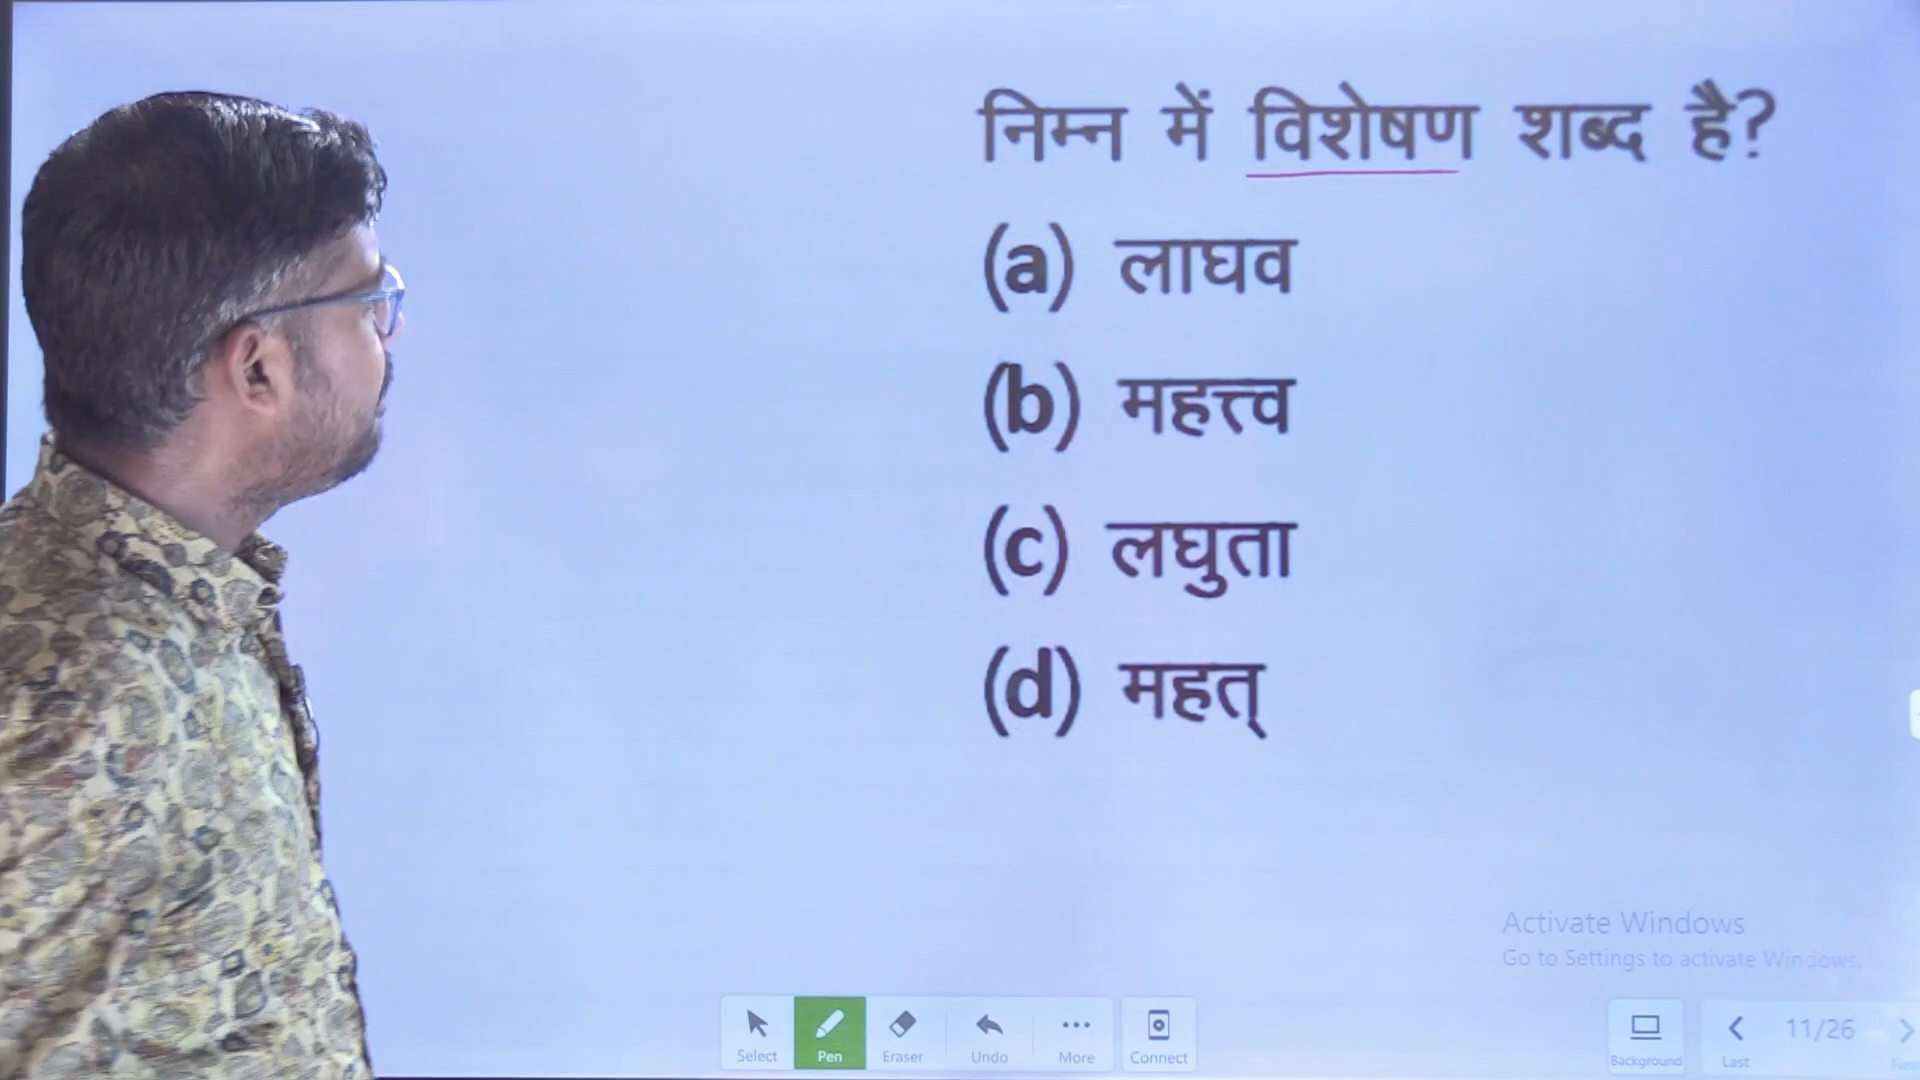 निम्न में विशेषण शब्द है?
(a) लाघव
(b) महत्त्व
(c) लघुता
(d) महत्
Activate Windows
Go to Settings to activate Windows.
Select
Pen
Eraser
Undo
More
Connect
Background
Last
11/26